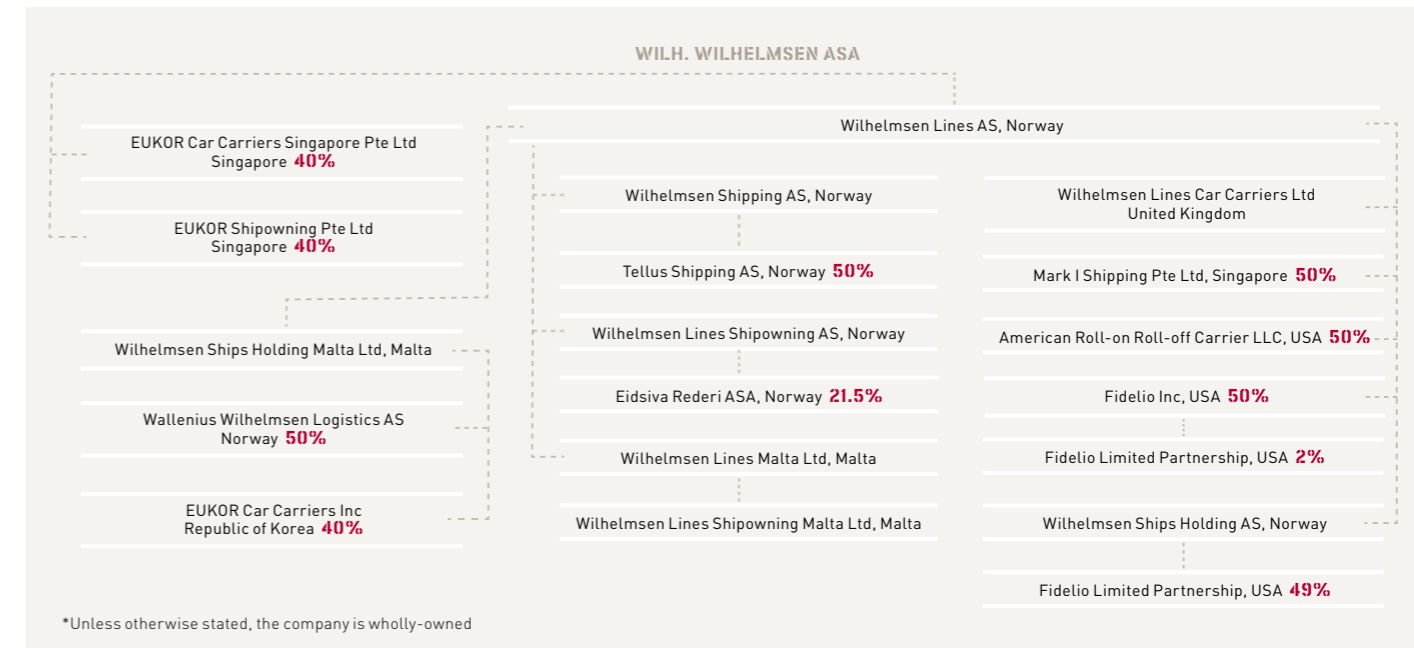 WILH. WILHELMSEN ASA
Wilhelmsen Lines AS, Norway
EUKOR Car Carriers Singapore Pte Ltd
Singapore 40%
EUKOR Shipowning Pte Ltd
Singapore 40%
Wilhelmsen Ships Holding Malta Ltd, Malta
Wallenius Wilhelmsen Logistics AS
Norway 50%
EUKOR Car Carriers Inc
Republic of Korea 40%
Wilhelmsen Shipping AS, Norway
Tellus Shipping AS, Norway 50%
Wilhelmsen Lines Shipowning AS, Norway
Eidsiva Rederi ASA, Norway 21.5%
Wilhelmsen Lines Malta Ltd, Malta
Wilhelmsen Lines Shipowning Malta Ltd, Malta
Wilhelmsen Lines Car Carriers Ltd
United Kingdom
Mark I Shipping Pte Ltd, Singapore 50%
American Roll-on Roll-off Carrier LLC, USA 50%
Fidelio Inc, USA 50%
Fidelio Limited Partnership, USA 2%
Wilhelmsen Ships Holding AS, Norway
Fidelio Limited Partnership, USA 49%
*Unless otherwise stated, the company is wholly-owned